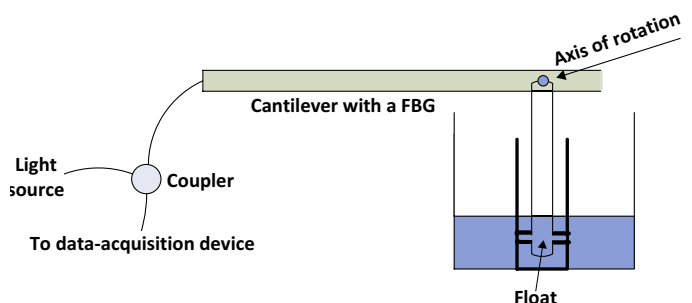 Axis of rotation
Cantilever with a FBG
Light
source
Coupler
To data-acquisition device
Float